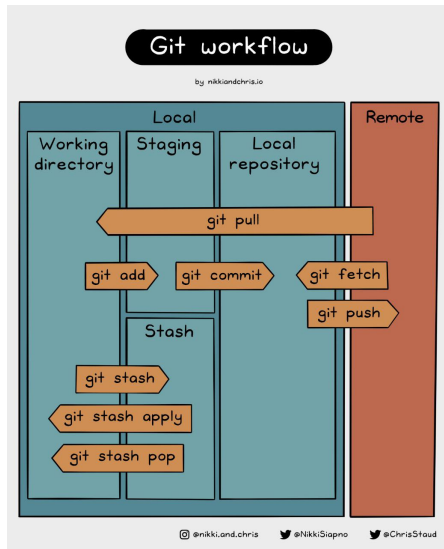 Git workflow
by nikkiandchris.io
Local
Remote
Working
directory
Staging
Local
repository
git pull
git add
git commit
git fetch
git push
Stash
git stash
git stash apply
git stash pop
@nikki.and.chris
@NikkiSiapno
@ChrisStaud